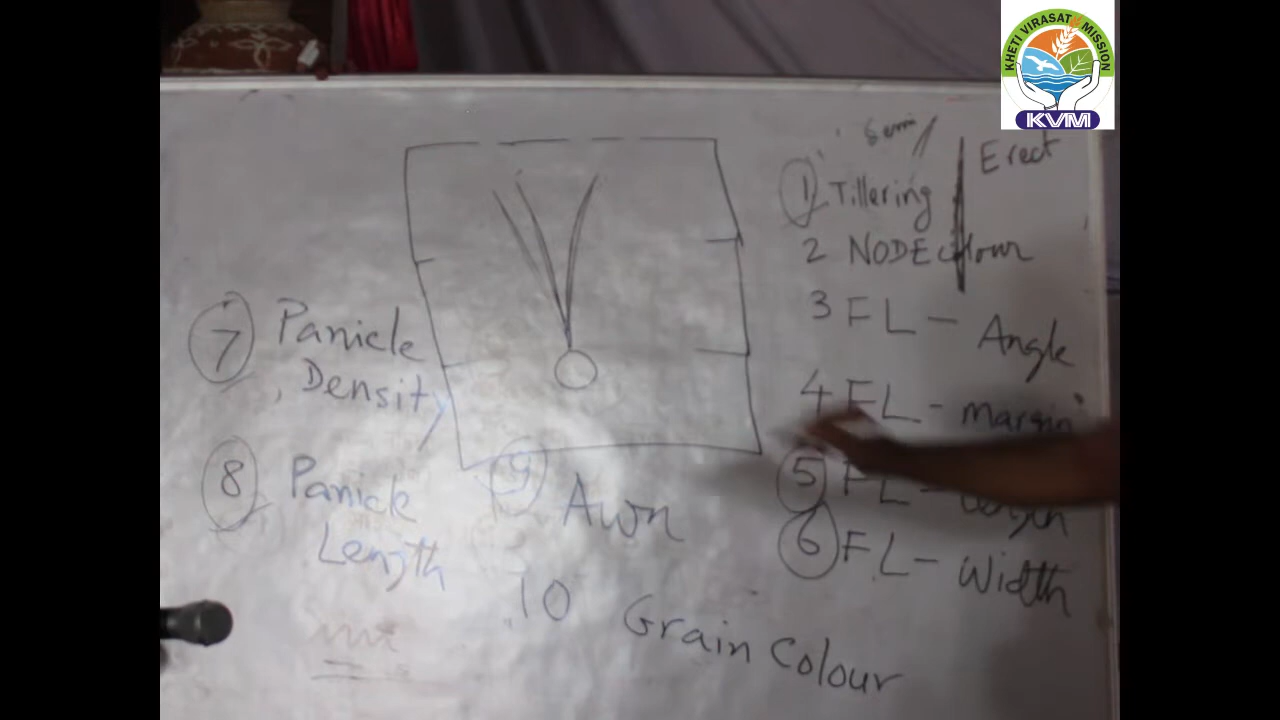 KHETI VIRASAT MISSION
KVM
Semi
Erect
1 Tillering
2 NODE colour
3 FL - Angle
4 FL - margin
5 FL -
6 FL - Width
7 Panicle
Density
8 Panicle
Length
9 Awn
10 Grain Colour